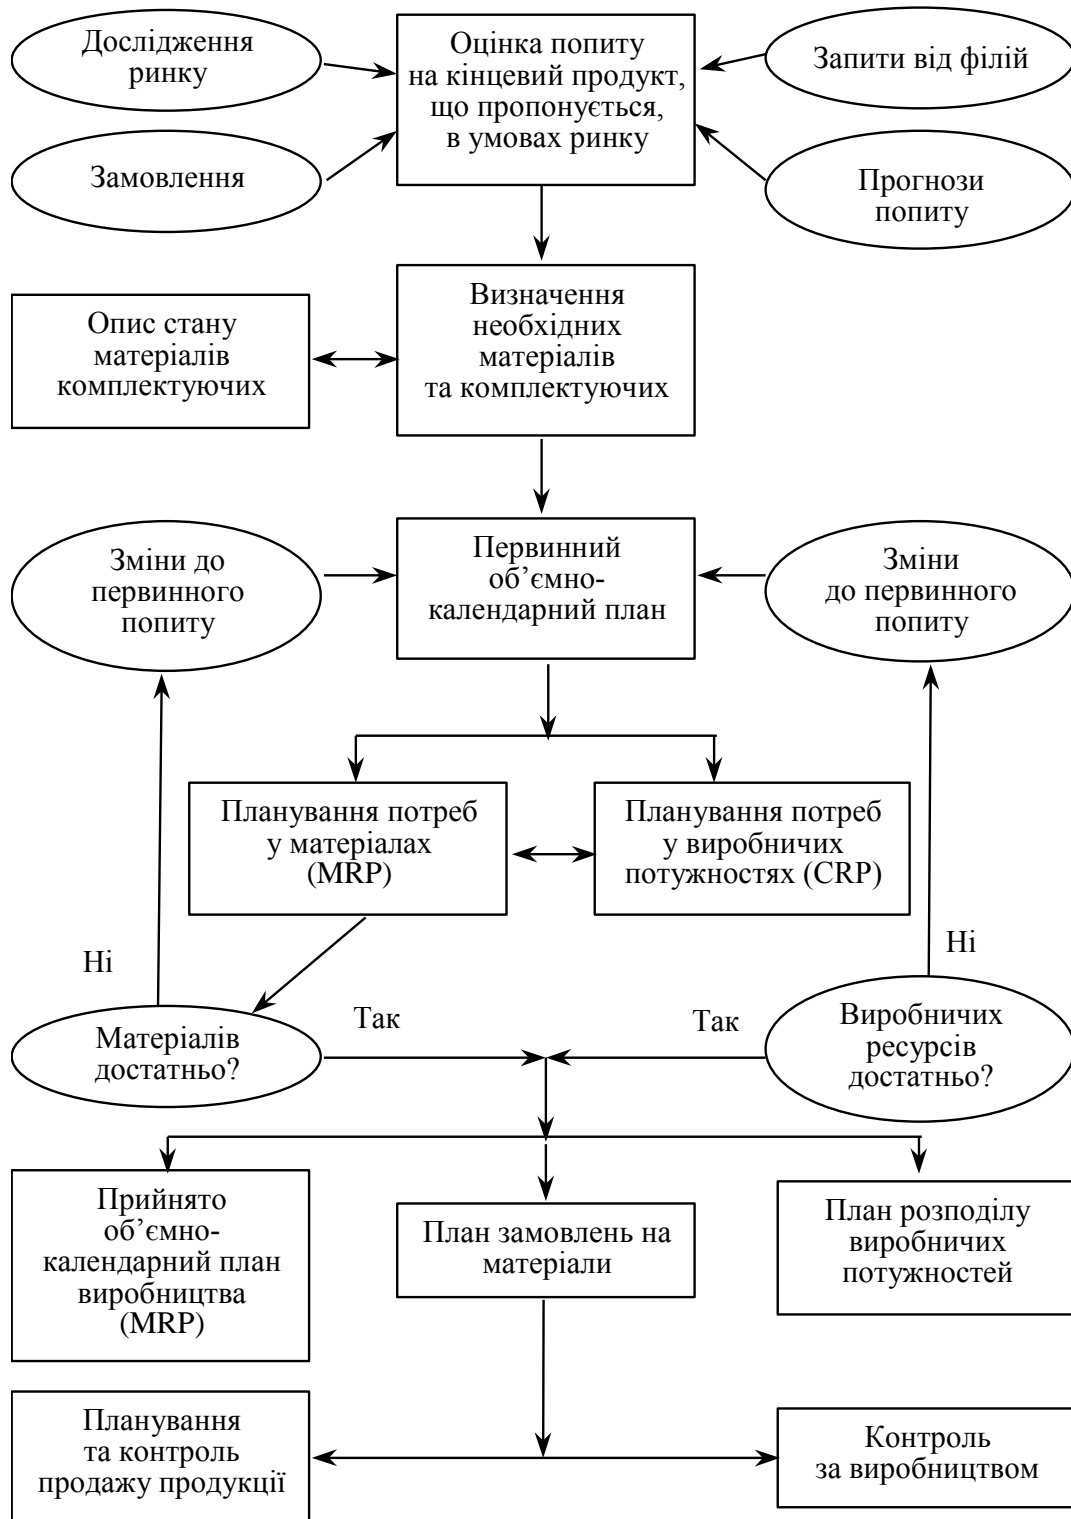 Дослідження
ринку
Оцінка попиту
на кінцевий продукт,
що пропонується,
в умовах ринку
Запити від філій
Замовлення
Прогнози
попиту
Опис стану
матеріалів
комплектуючих
Визначення
необхідних
матеріалів
та комплектуючих
Зміни до
первинного
попиту
Первинний
об’ємно-
календарний план
Зміни
до первинного
попиту
Планування потреб
у матеріалах
(MRP)
Планування потреб
у виробничих
потужностях (CRP)
Ні
Ні
Матеріалів
достатньо?
Так
Так
Виробничих
ресурсів
достатньо?
Прийнято
об’ємно-
календарний план
виробництва
(MRP)
План замовлень на
матеріали
План розподілу
виробничих
потужностей
Планування
та контроль
продажу продукції
Контроль
за виробництвом